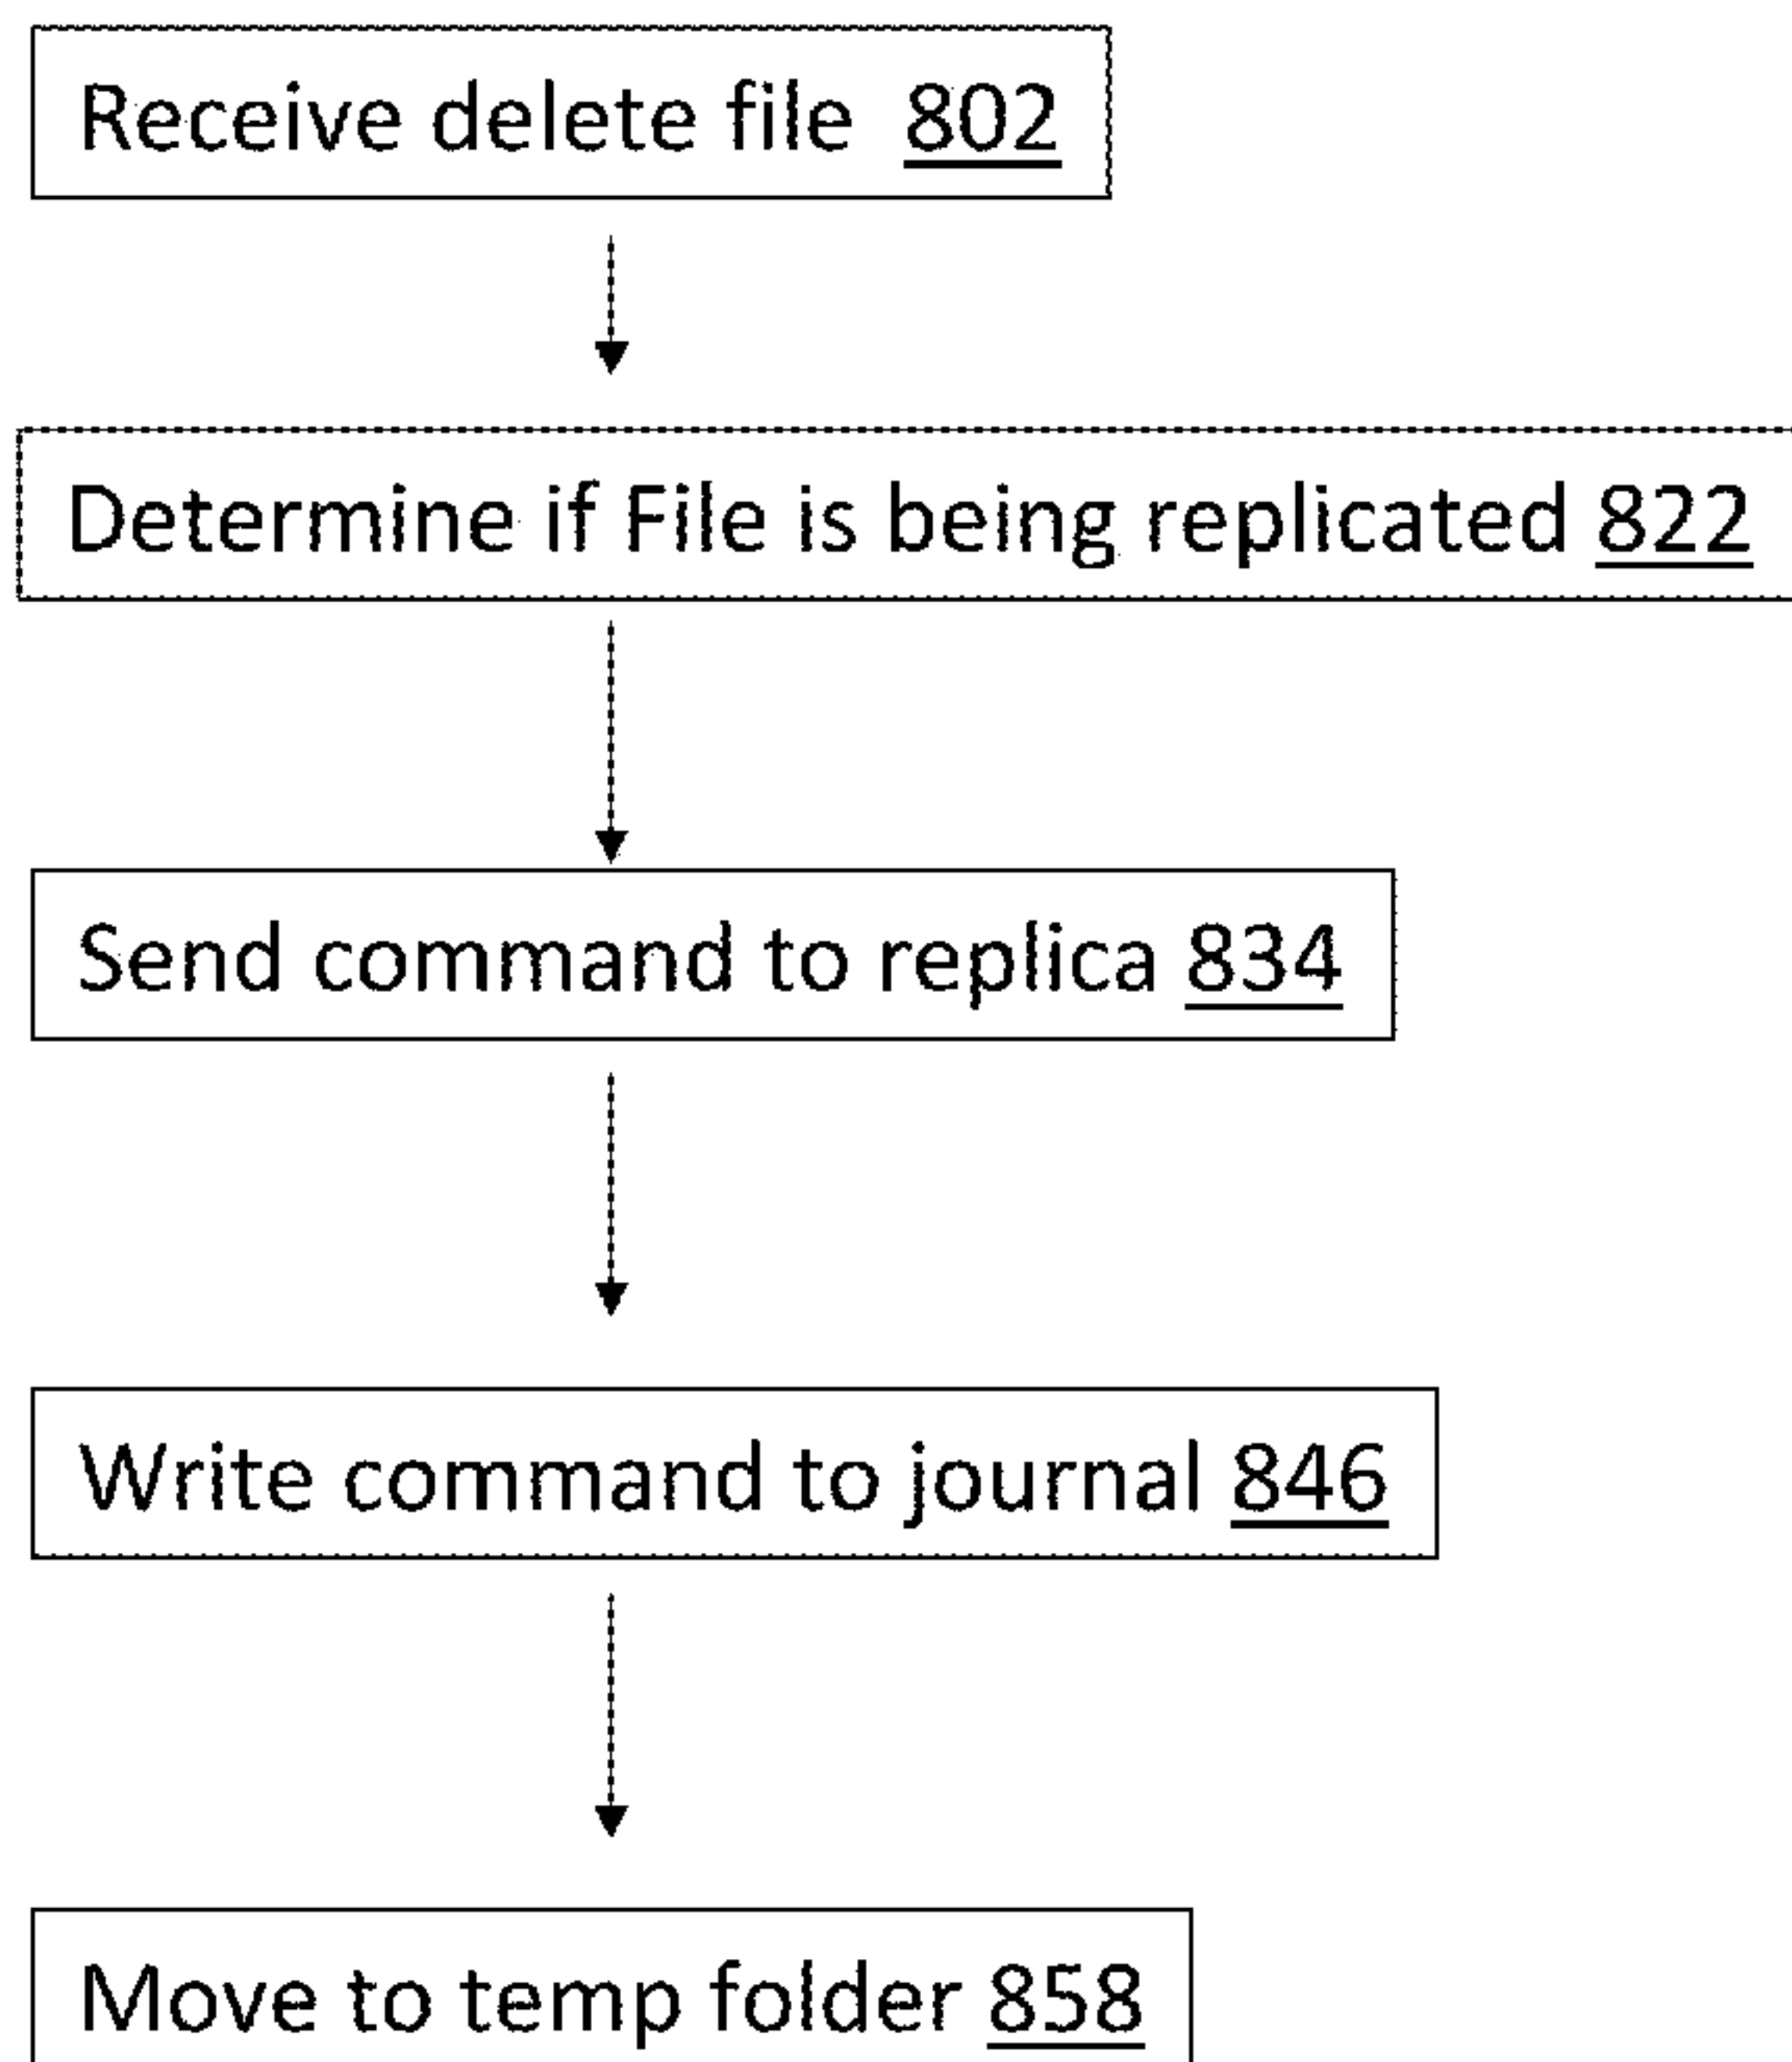 Receive delete file 802
Determine if File is being replicated 822
Send command to replica 834
Write command to journal 846
Move to temp folder 858